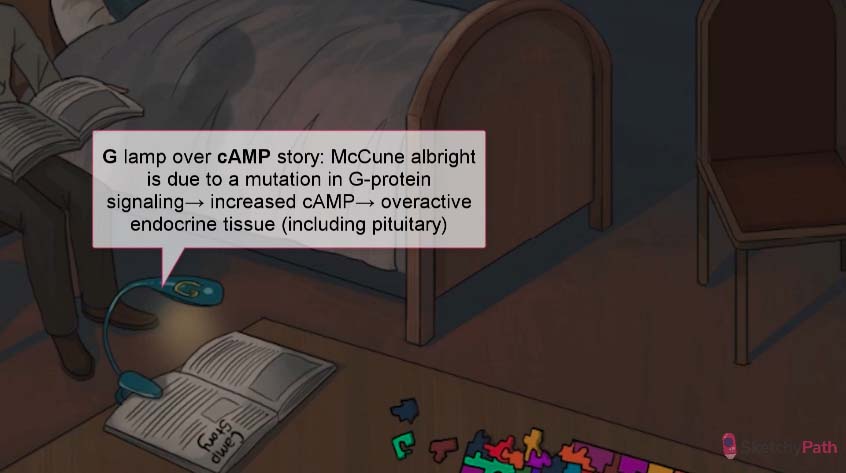 G lamp over cAMP story: McCune albright
is due to a mutation in G-protein
signaling→ increased cAMP→ overactive
endocrine tissue (including pituitary)
G
Camp
Story
SketchyPath